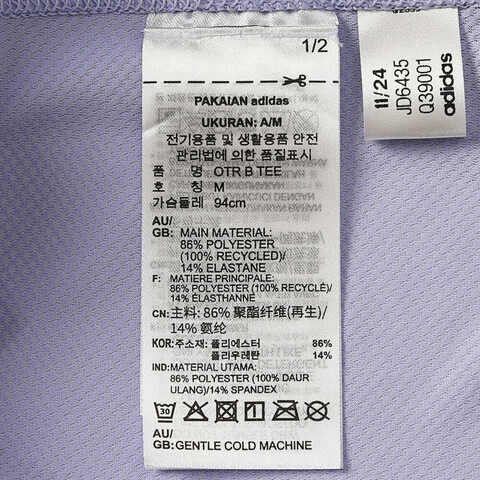 1/2
PAKAIAN adidas
UKURAN: A/M
전기용품 및 생활용품 안전
관리법에 의한 품질표시
품 명 OTR B TEE
호 칭 M
가슴둘레 94cm
AU/
GB: MAIN MATERIAL:
86% POLYESTER
(100% RECYCLED)/
14% ELASTANE
F: MATIERE PRINCIPALE:
86% POLYESTER (100% RECYCLÉ)/
14% ÉLASTHANNE
CN: 主料: 86% 聚酯纤维(再生)/
14% 氨纶
KOR: 주소재: 폴리에스터 86%
폴리우레탄 14%
IND: MATERIAL UTAMA:
86% POLYESTER (100% DAUR
ULANG)/14% SPANDEX
30
AU/
GB: GENTLE COLD MACHINE
11/24
JD6435
Q39001
adidas